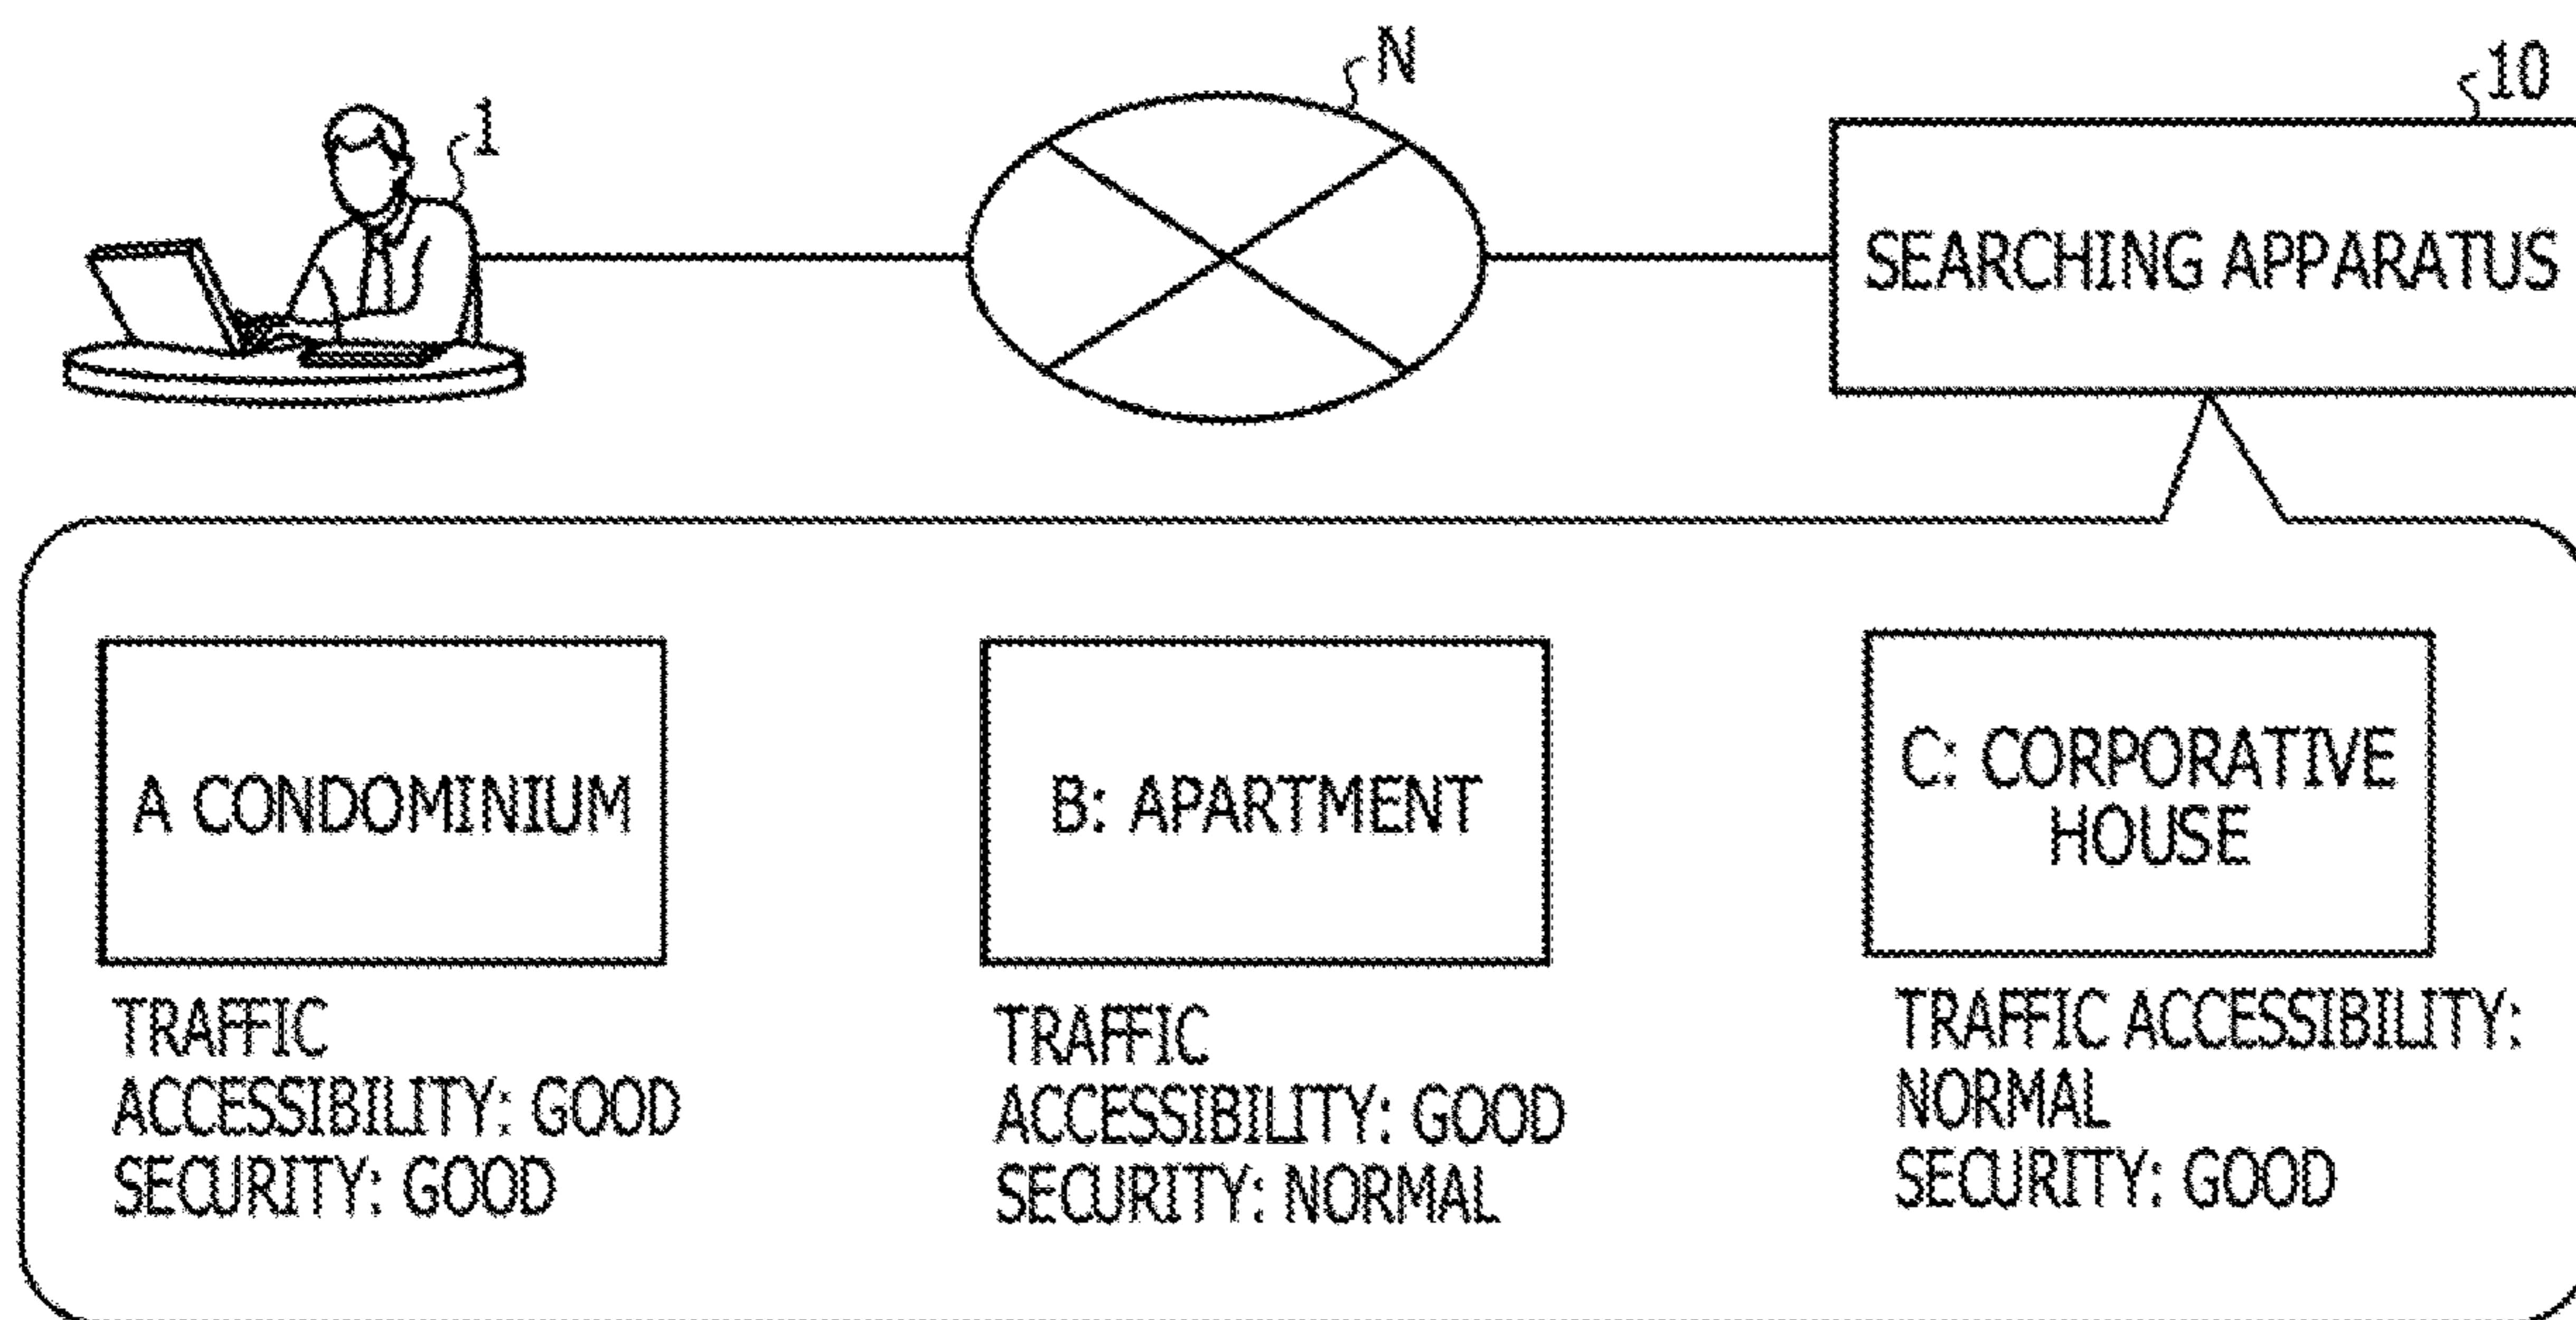 1
N
10
SEARCHING APPARATUS
A CONDOMINIUM
B: APARTMENT
C: CORPORATIVE
HOUSE
TRAFFIC
ACCESSIBILITY: GOOD
SECURITY: GOOD
TRAFFIC
ACCESSIBILITY: GOOD
SECURITY: NORMAL
TRAFFIC ACCESSIBILITY:
NORMAL
SECURITY: GOOD